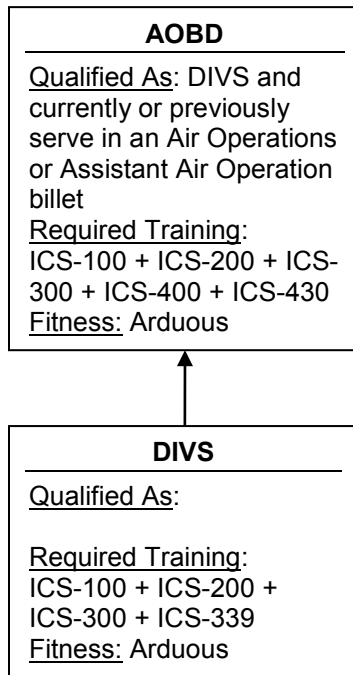 AOBD
Qualified As: DIVS and
currently or previously
serve in an Air Operations
or Assistant Air Operation
billet
Required Training:
ICS-100 + ICS-200 + ICS-
300 + ICS-400 + ICS-430
Fitness: Arduous
DIVS
Qualified As:
Required Training:
ICS-100 + ICS-200 +
ICS-300 + ICS-339
Fitness: Arduous